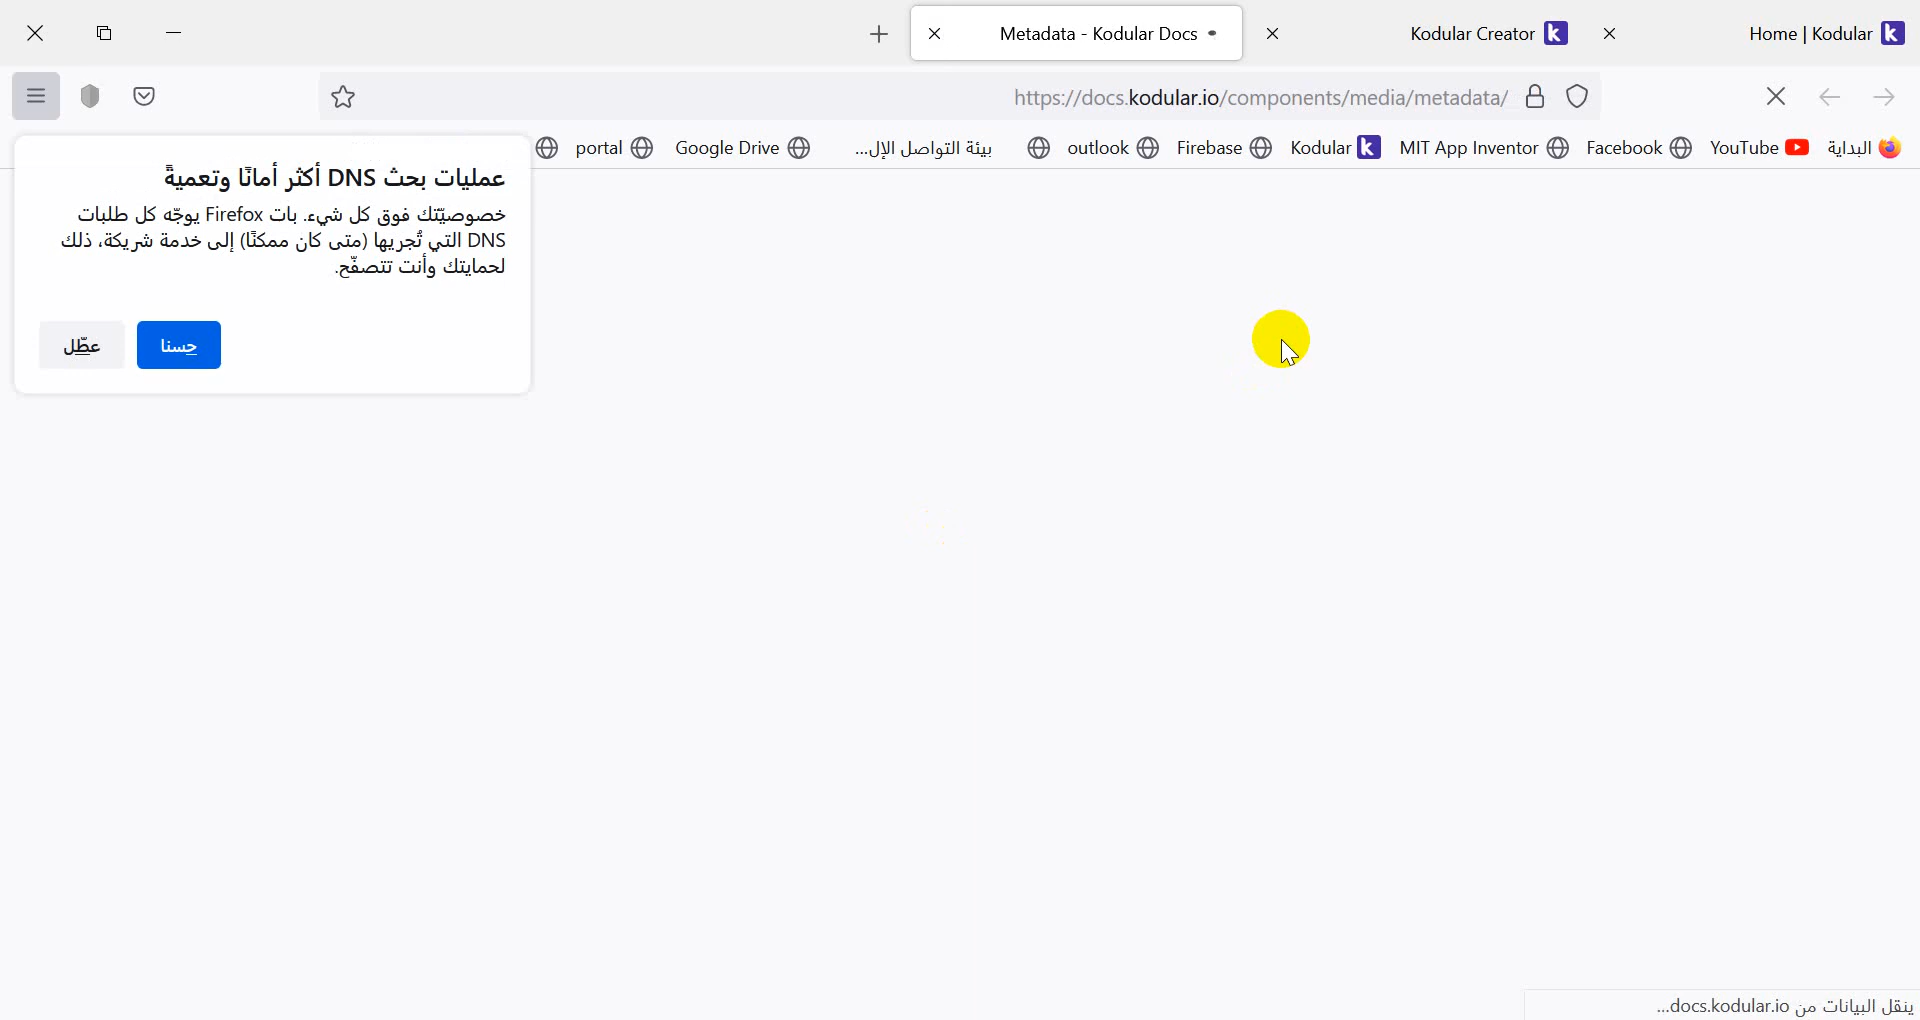 Home | Kodular
Kodular Creator
Metadata - Kodular Docs
https://docs.kodular.io/components/media/metadata/
البداية
YouTube
Facebook
MIT App Inventor
Kodular
Firebase
outlook
بيئة التواصل الإل...
Google Drive
portal
عمليات بحث DNS أكثر أمانًا وتعميةً
خصوصيّتك فوق كل شيء. بات Firefox يوجّه كل طلبات
DNS التي تُجريها (متى كان ممكنًا) إلى خدمة شريكة، ذلك
لحمايتك وأنت تتصفّح.
حسنا
عطّل
ينقل البيانات من docs.kodular.io...